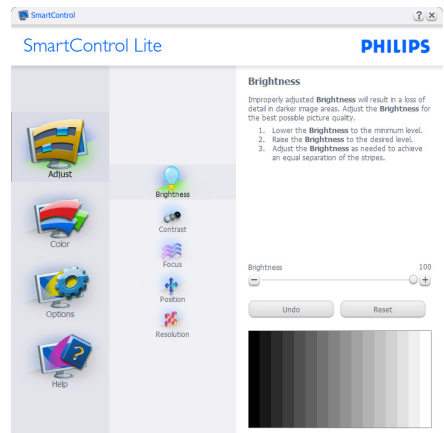 SmartControl
? ×
SmartControl Lite
PHILIPS
Adjust
Color
Options
Help
Brightness
Contrast
Focus
Position
Resolution
Brightness
Improperly adjusted Brightness will result in a loss of
detail in darker image areas. Adjust the Brightness for
the best possible picture quality.
1. Lower the Brightness to the minimum level.
2. Raise the Brightness to the desired level.
3. Adjust the Brightness as needed to achieve
an equal separation of the stripes.
Brightness 100
Undo Reset